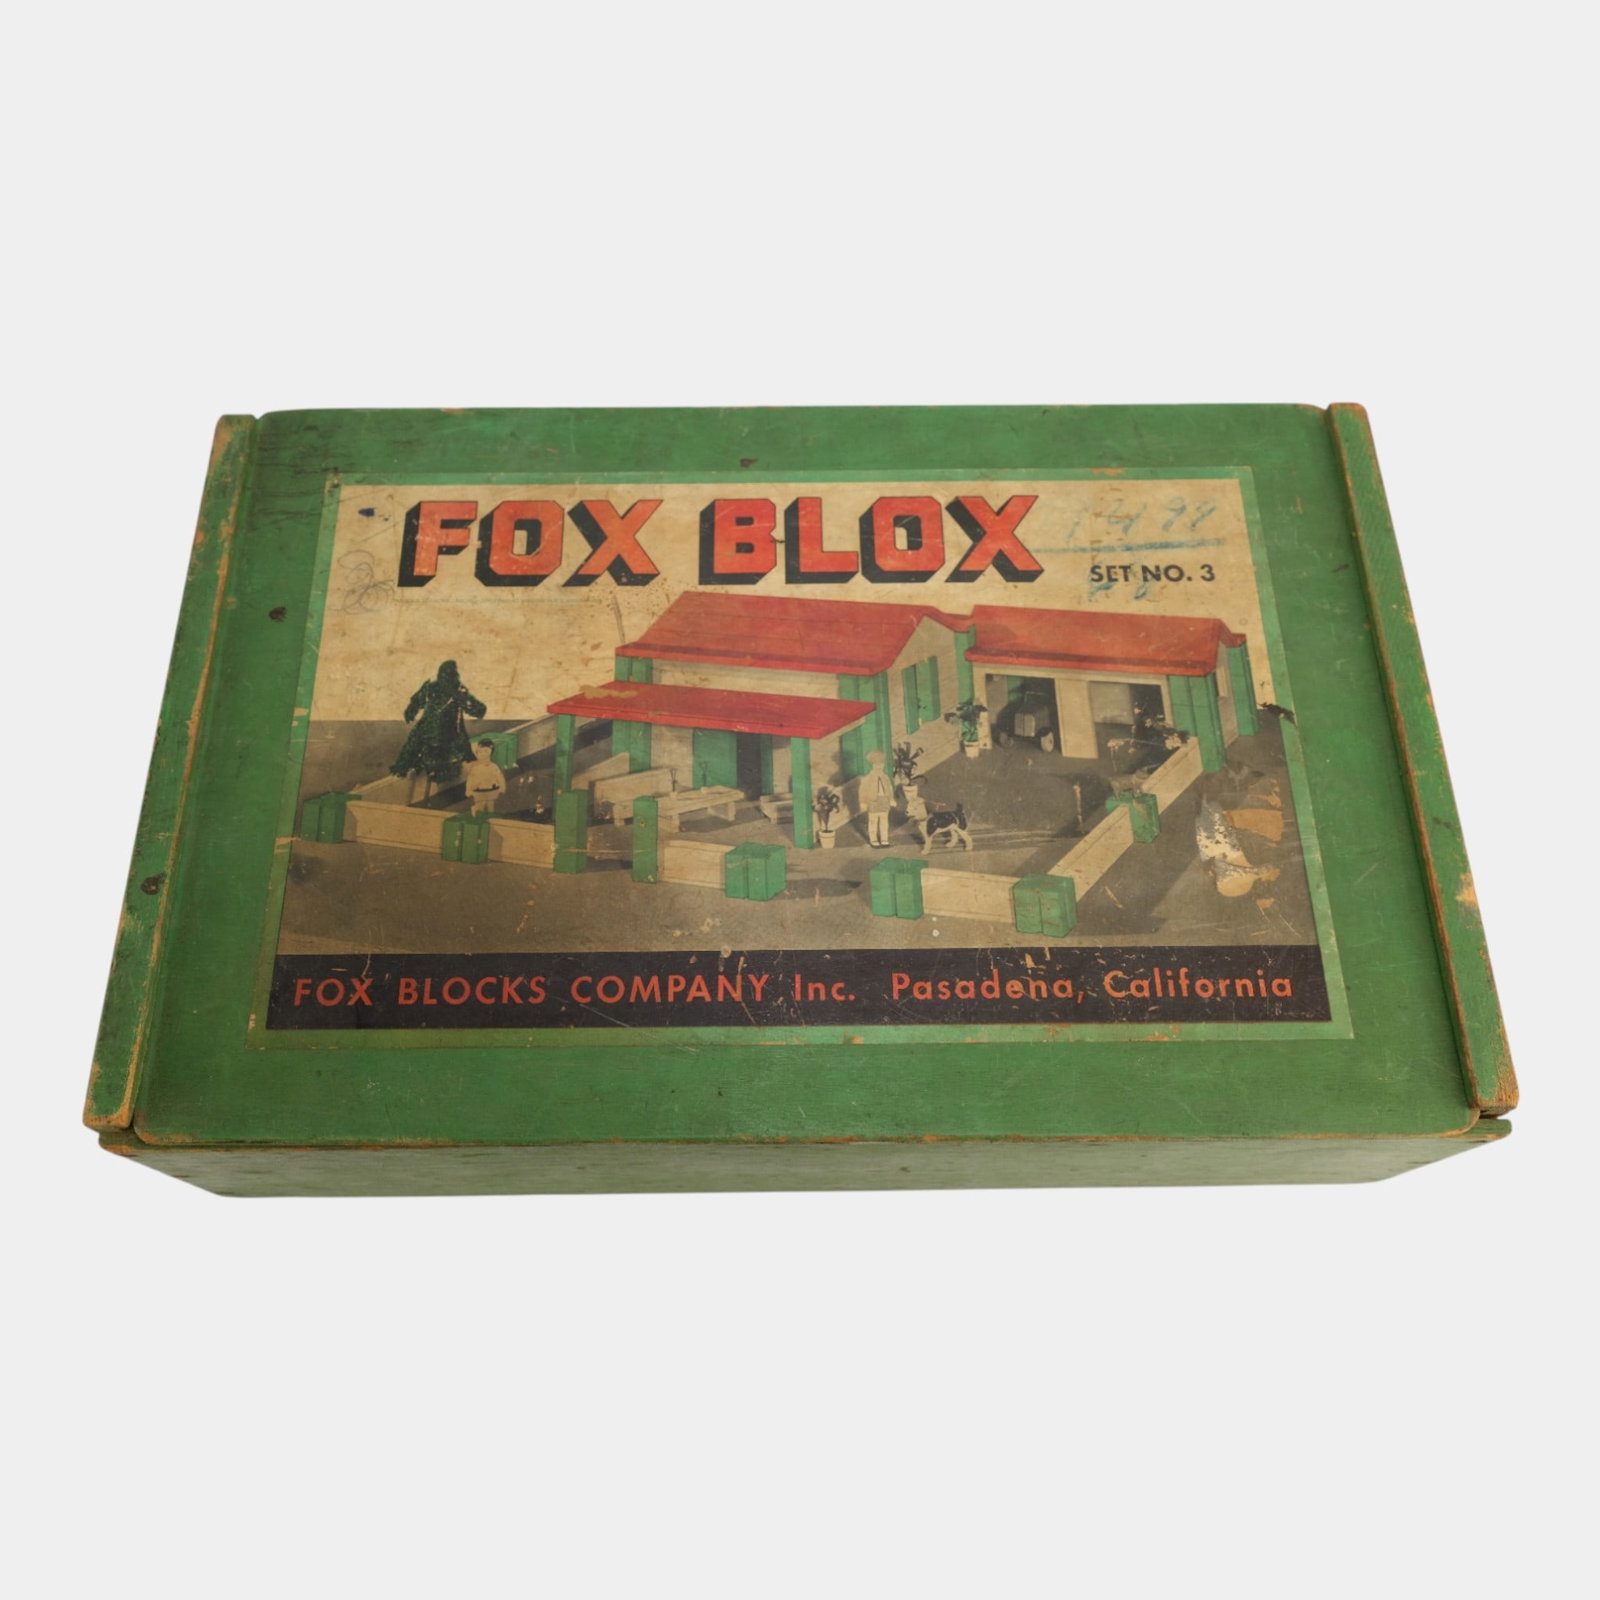 FOX BLOX
SET NO. 3
FOX BLOCKS COMPANY Inc. Pasadena, California